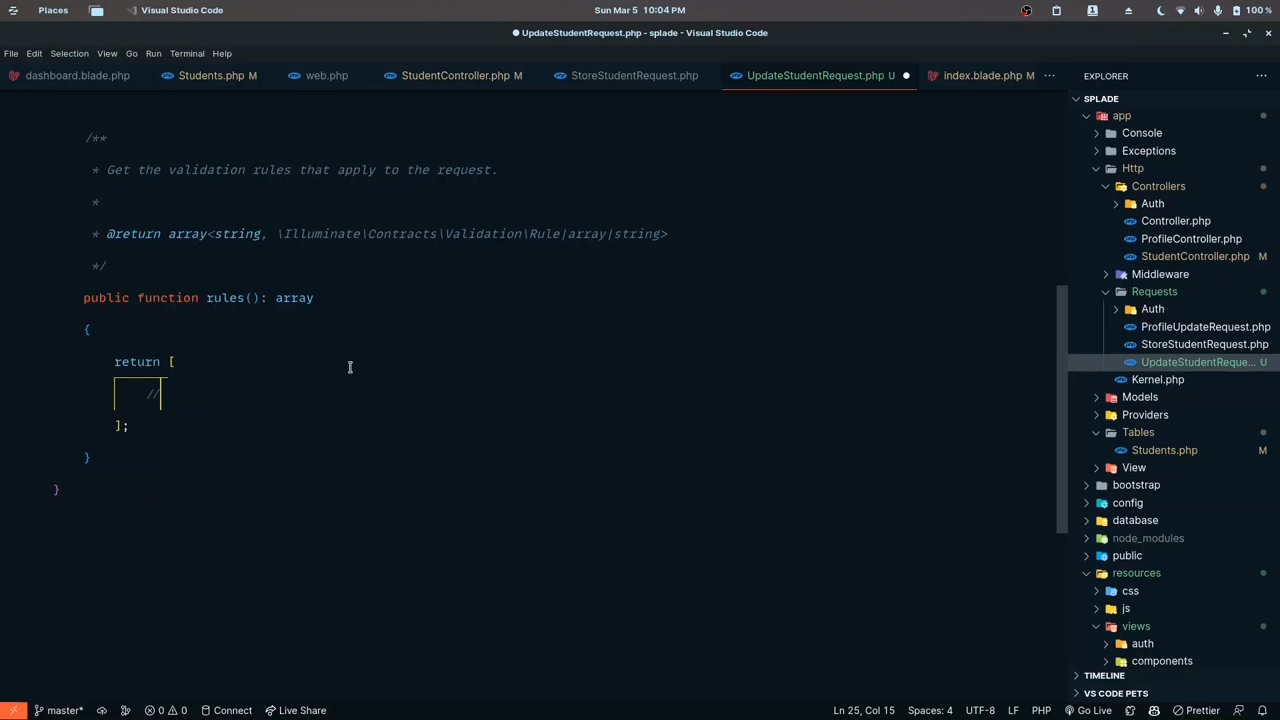 Places
Visual Studio Code
Sun Mar 5 10:04 PM
100 %
● UpdateStudentRequest.php - splade - Visual Studio Code
File Edit Selection View Go Run Terminal Help
dashboard.blade.php
Students.php M
web.php
StudentController.php M
StoreStudentRequest.php
UpdateStudentRequest.php U ●
index.blade.php M
···
EXPLORER
···
/**
* Get the validation rules that apply to the request.
*
* @return array<string, \Illuminate\Contracts\Validation\Rule|array|string>
*/
public function rules(): array
{
return [
//
];
}
}
SPLADE
app
Console
Exceptions
Http
Controllers
Auth
Controller.php
ProfileController.php
StudentController.php M
Middleware
Requests
Auth
ProfileUpdateRequest.php
StoreStudentRequest.php
UpdateStudentReque... U
Kernel.php
Models
Providers
Tables
Students.php M
View
bootstrap
config
database
node_modules
public
resources
css
js
views
auth
components
TIMELINE
VS CODE PETS
master*
0 0
Connect
Live Share
Ln 25, Col 15
Spaces: 4
UTF-8
LF
PHP
Go Live
Prettier